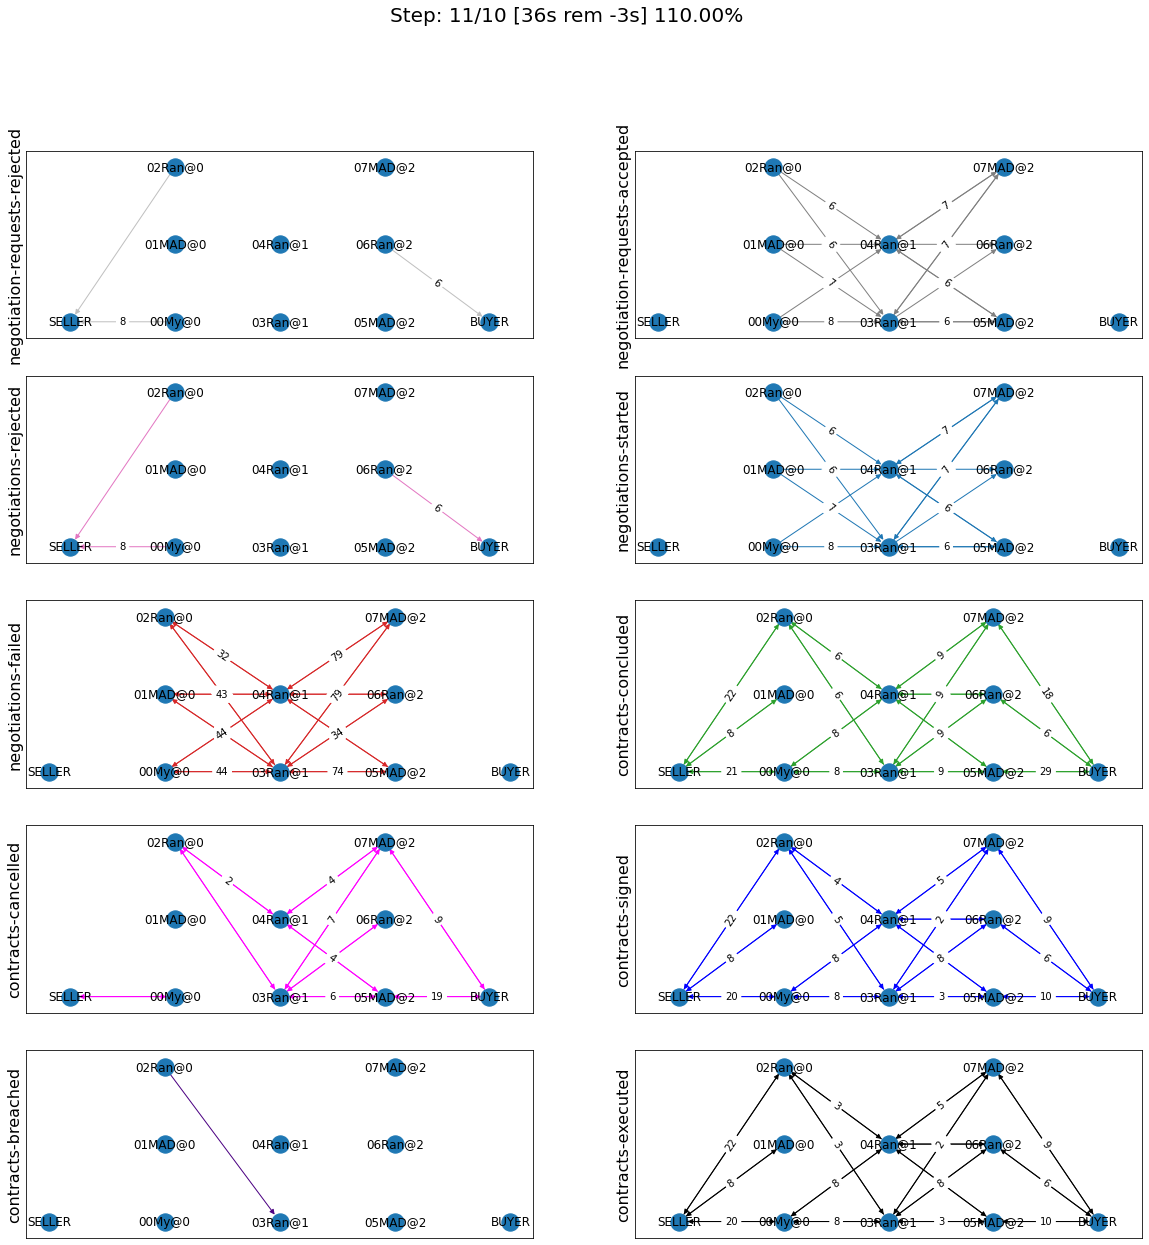 Step: 11/10 [36s rem -3s] 110.00%
negotiation-requests-rejected
02Ran@0 07MAD@2
01MAD@0 04Ran@1 06Ran@2
6
SELLER 8 00My@0 03Ran@1 05MAD@2 BUYER
negotiation-requests-accepted
02Ran@0 07MAD@2
6 7
01MAD@0 6 04Ran@1 7 06Ran@2
7 6
SELLER 00My@0 8 03Ran@1 6 05MAD@2 BUYER
negotiations-rejected
02Ran@0 07MAD@2
01MAD@0 04Ran@1 06Ran@2
6
SELLER 8 00My@0 03Ran@1 05MAD@2 BUYER
negotiations-started
02Ran@0 07MAD@2
6 7
01MAD@0 6 04Ran@1 7 06Ran@2
7 6
SELLER 00My@0 8 03Ran@1 6 05MAD@2 BUYER
negotiations-failed
02Ran@0 07MAD@2
32 79
01MAD@0 43 04Ran@1 79 06Ran@2
44 34
SELLER 00My@0 44 03Ran@1 74 05MAD@2 BUYER
contracts-concluded
02Ran@0 07MAD@2
6 9
22 01MAD@0 6 04Ran@1 9 06Ran@2 18
8 8 9 6
SELLER 21 00My@0 8 03Ran@1 9 05MAD@2 29 BUYER
contracts-cancelled
02Ran@0 07MAD@2
2 4
01MAD@0 04Ran@1 7 06Ran@2 9
4
SELLER 00My@0 03Ran@1 6 05MAD@2 19 BUYER
contracts-signed
02Ran@0 07MAD@2
4 5
22 01MAD@0 5 04Ran@1 2 06Ran@2 9
8 8 8 6
SELLER 20 00My@0 8 03Ran@1 3 05MAD@2 10 BUYER
contracts-breached
02Ran@0 07MAD@2
01MAD@0 04Ran@1 06Ran@2
SELLER 00My@0 03Ran@1 05MAD@2 BUYER
contracts-executed
02Ran@0 07MAD@2
3 5
22 01MAD@0 3 04Ran@1 2 06Ran@2 9
8 8 8 6
SELLER 20 00My@0 8 03Ran@1 3 05MAD@2 10 BUYER